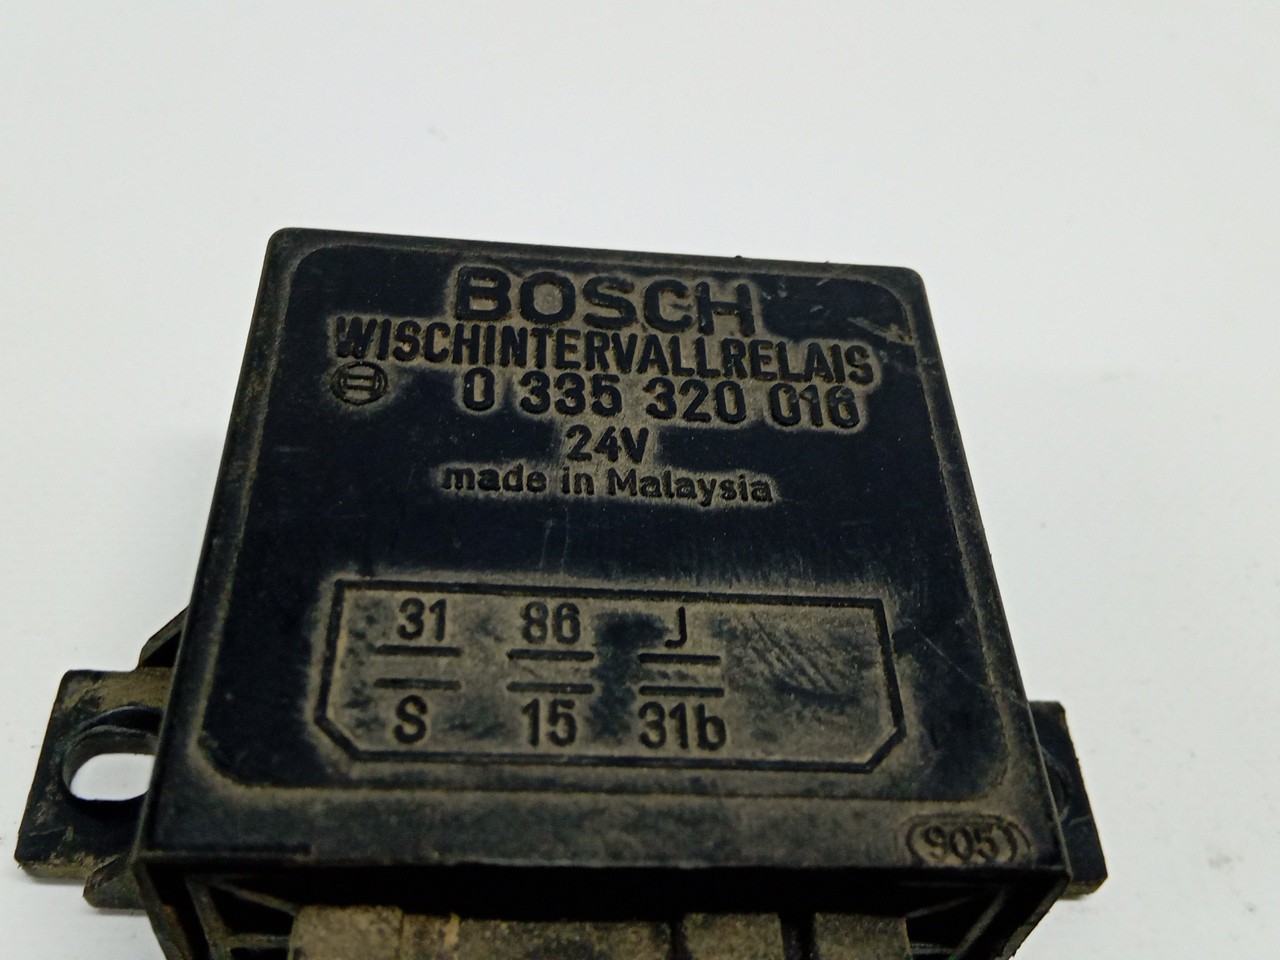 BOSCH
WISCHINTERVALLRELAIS
0 335 320 016
24V
made in Malaysia
31 86 J
S 15 31b
905